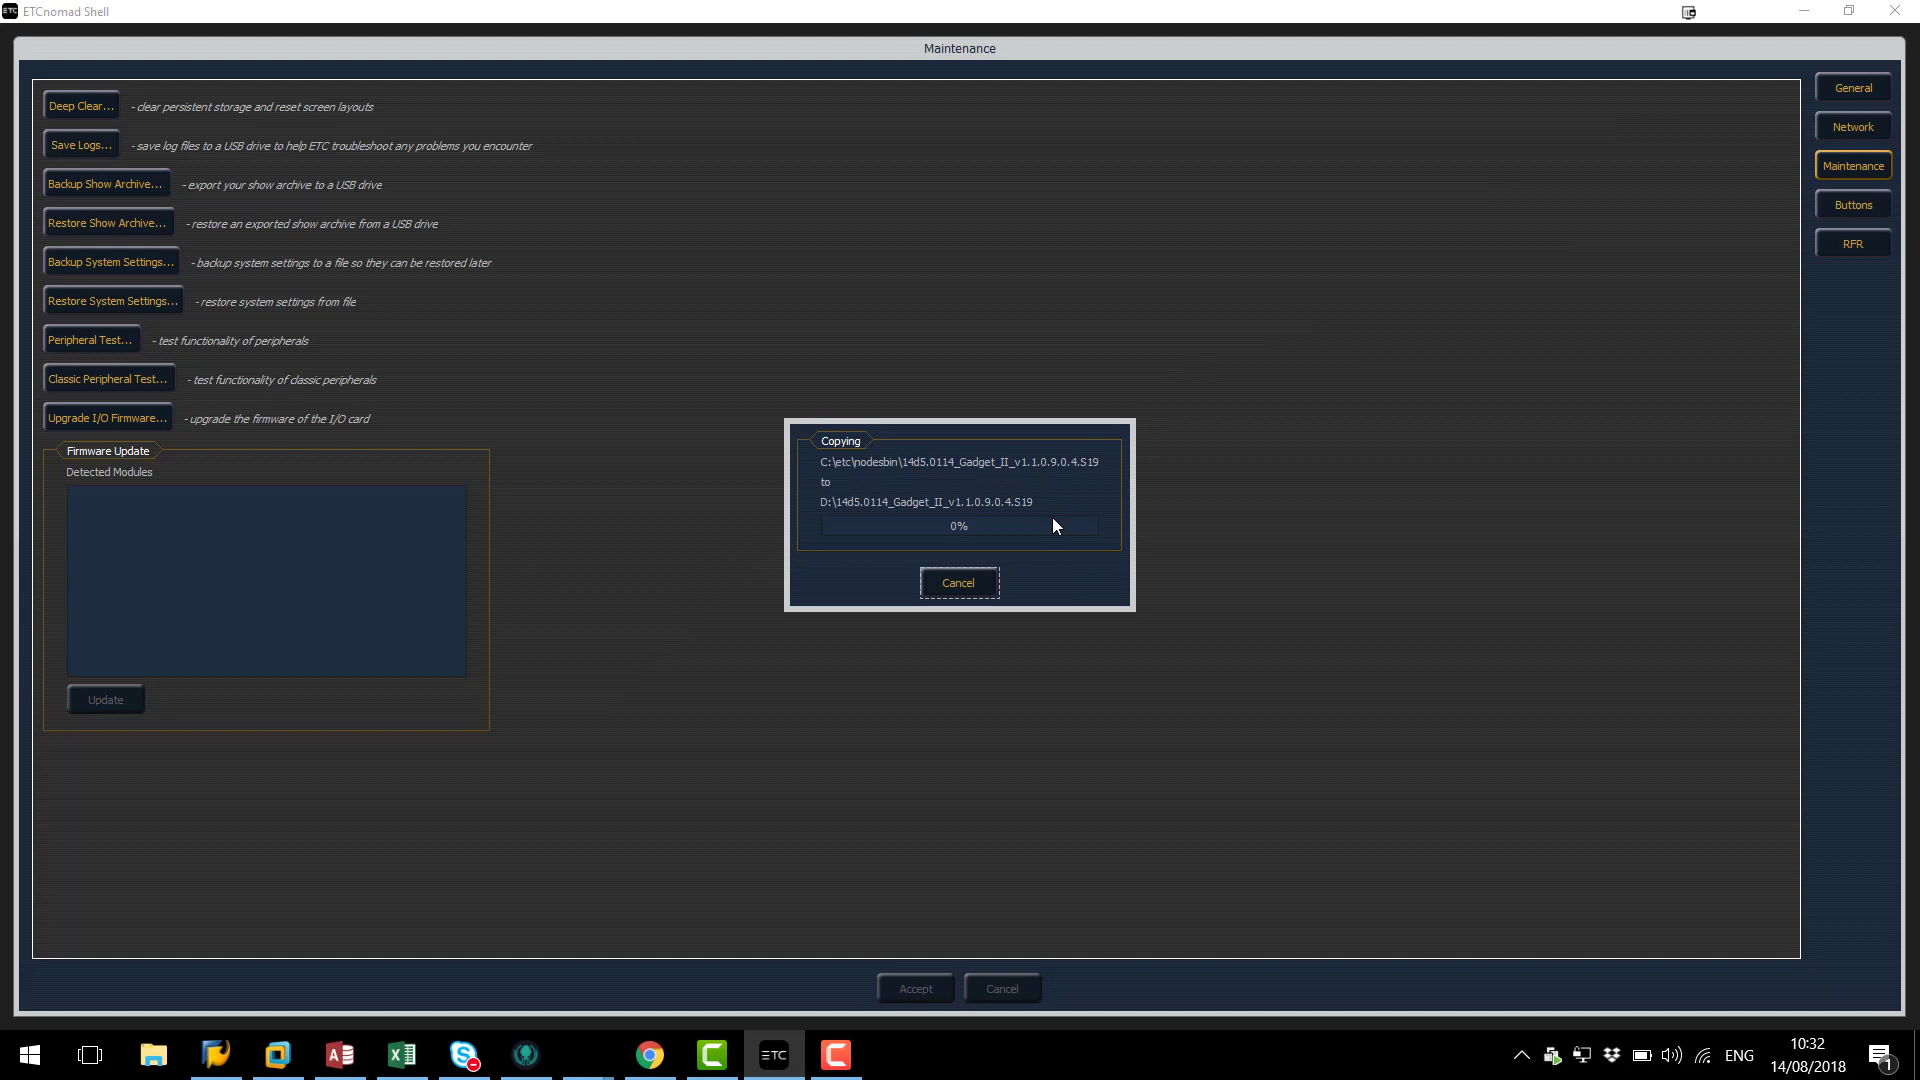 ETC ETCnomad Shell
Maintenance
Deep Clear... - clear persistent storage and reset screen layouts
Save Logs... - save log files to a USB drive to help ETC troubleshoot any problems you encounter
Backup Show Archive... - export your show archive to a USB drive
Restore Show Archive... - restore an exported show archive from a USB drive
Backup System Settings... - backup system settings to a file so they can be restored later
Restore System Settings... - restore system settings from file
Peripheral Test... - test functionality of peripherals
Classic Peripheral Test... - test functionality of classic peripherals
Upgrade I/O Firmware... - upgrade the firmware of the I/O card
Firmware Update
Detected Modules
Update
Copying
C:\etc\nodesbin\14d5.0114_Gadget_II_v1.1.0.9.0.4.S19
to
D:\14d5.0114_Gadget_II_v1.1.0.9.0.4.S19
0%
Cancel
General
Network
Maintenance
Buttons
RFR
Accept Cancel
ETC
ENG
10:32
14/08/2018
1